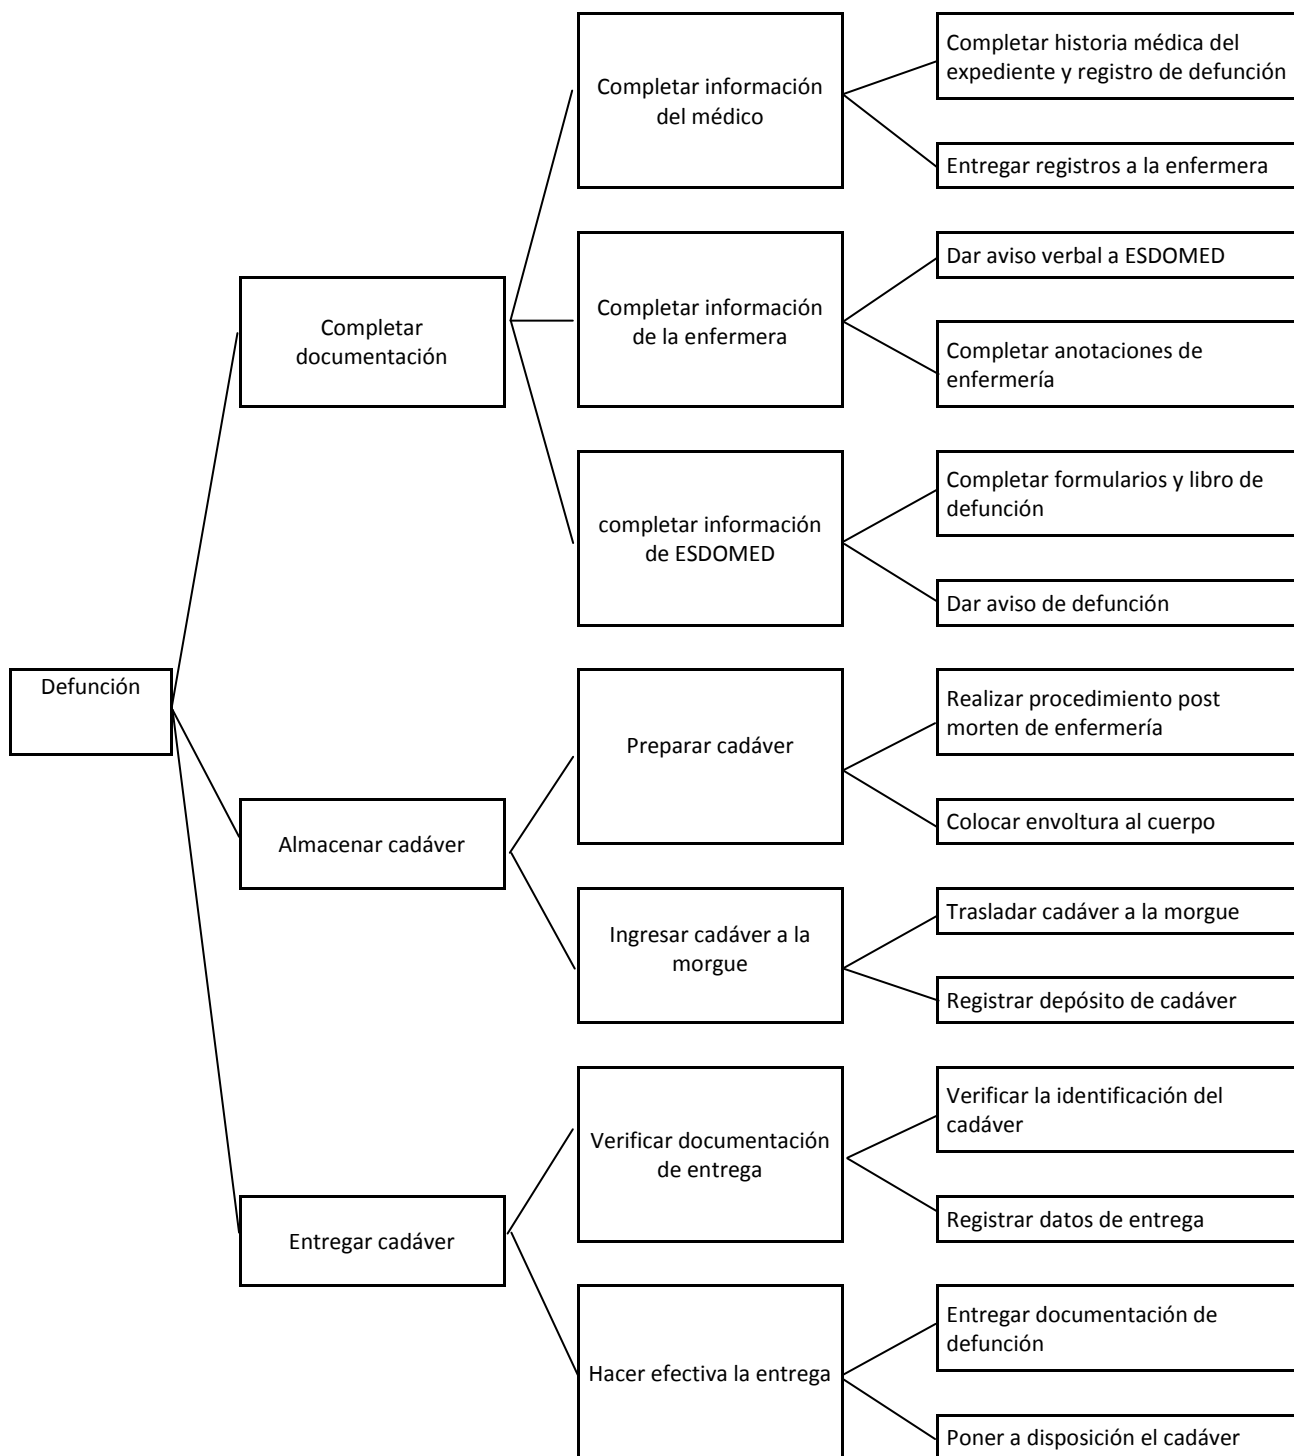 Completar historia médica del
expediente y registro de defunción
Completar información
del médico
Entregar registros a la enfermera
Dar aviso verbal a ESDOMED
Completar información
de la enfermera
Completar
documentación
Completar anotaciones de
enfermería
Completar formularios y libro de
defunción
completar información
de ESDOMED
Dar aviso de defunción
Defunción
Realizar procedimiento post
morten de enfermería
Preparar cadáver
Colocar envoltura al cuerpo
Almacenar cadáver
Trasladar cadáver a la morgue
Ingresar cadáver a la
morgue
Registrar depósito de cadáver
Verificar la identificación del
cadáver
Verificar documentación
de entrega
Registrar datos de entrega
Entregar cadáver
Entregar documentación de
defunción
Hacer efectiva la entrega
Poner a disposición el cadáver